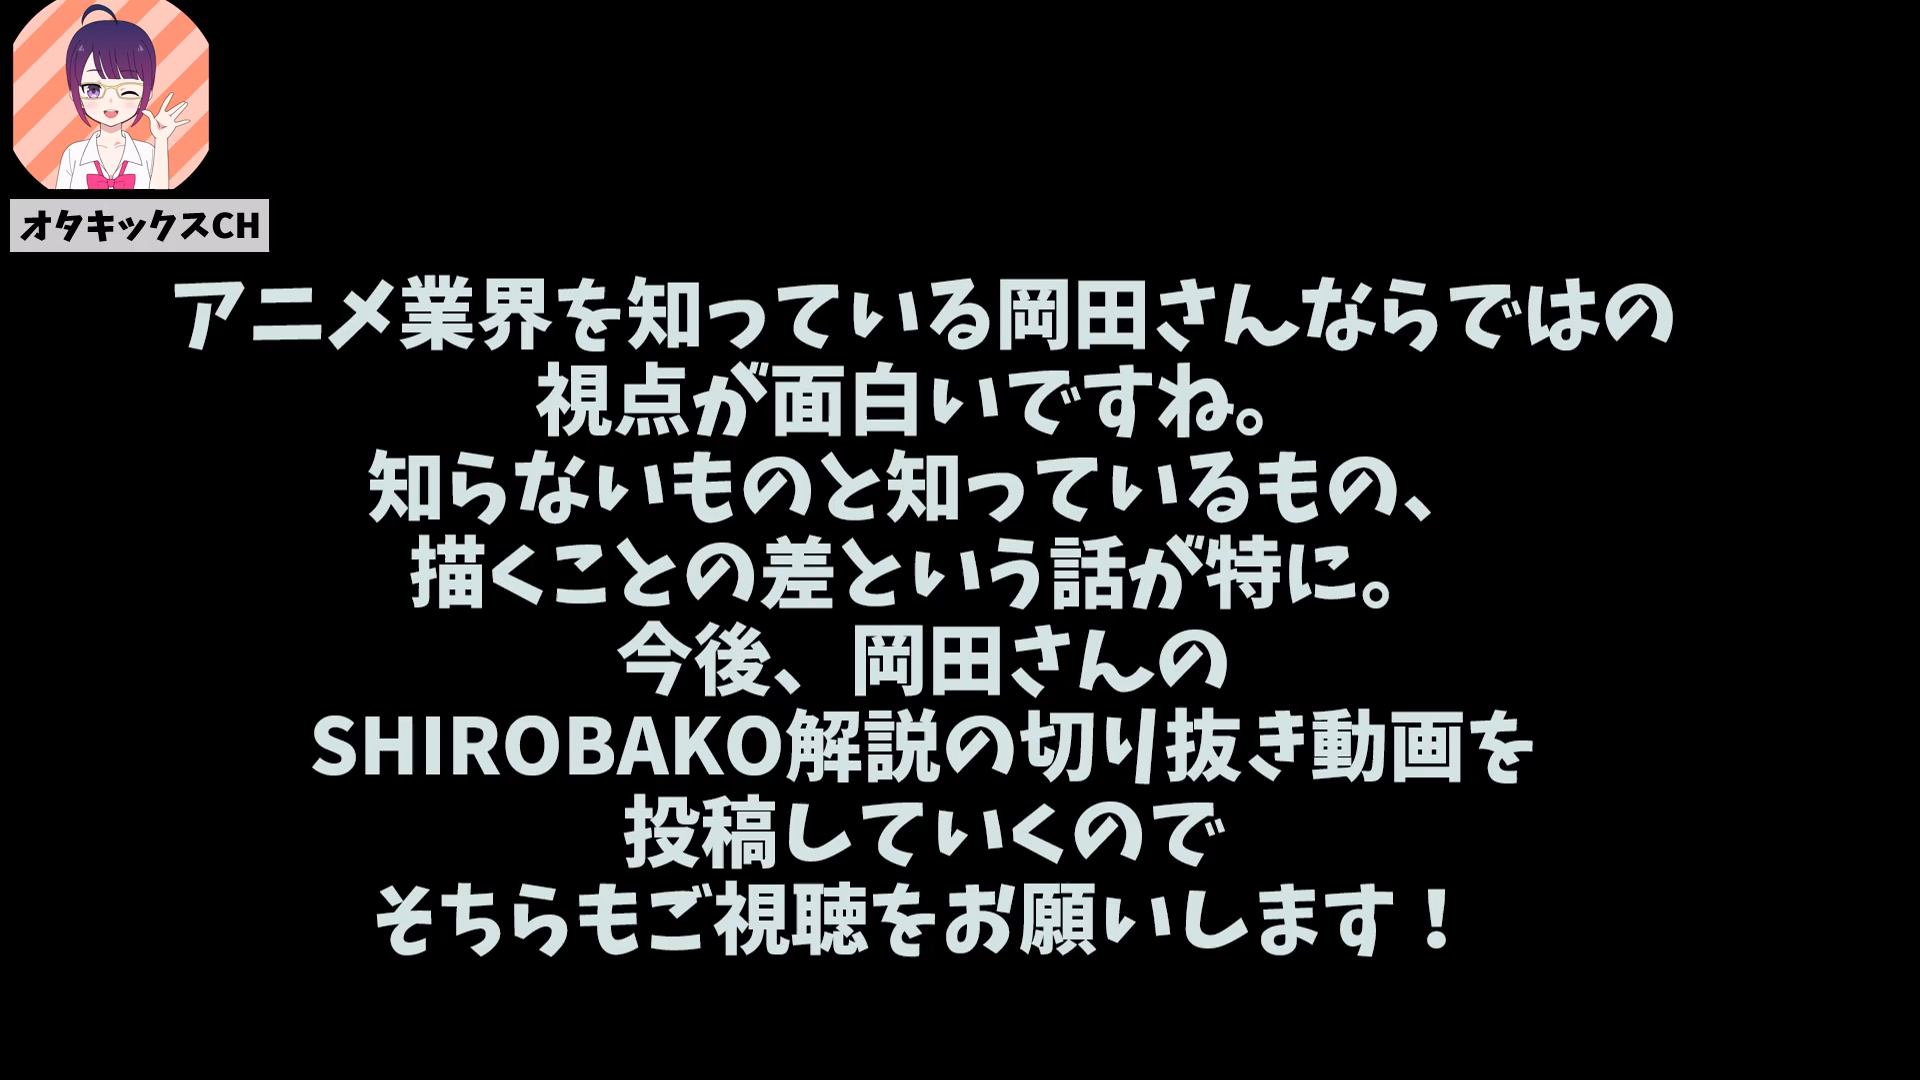 オタキックスCH
アニメ業界を知っている岡田さんならではの
視点が面白いですね。
知らないものと知っているもの、
描くことの差という話が特に。
今後、岡田さんの
SHIROBAKO解説の切り抜き動画を
投稿していくので
そちらもご視聴をお願いします！